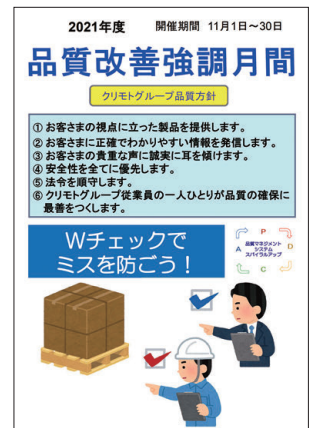 2021年度 開催期間 11月1日～30日
品質改善強調月間
クリモトグループ品質方針
① お客さまの視点に立った製品を提供します。
② お客さまに正確でわかりやすい情報を発信します。
③ お客さまの貴重な声に誠実に耳を傾けます。
④ 安全性を全てに優先します。
⑤ 法令を順守します。
⑥ クリモトグループ従業員の一人ひとりが品質の確保に
最善をつくします。
Wチェックで
ミスを防ごう！
P
A
品質マネジメント
システム
スパイラルアップ
D
C